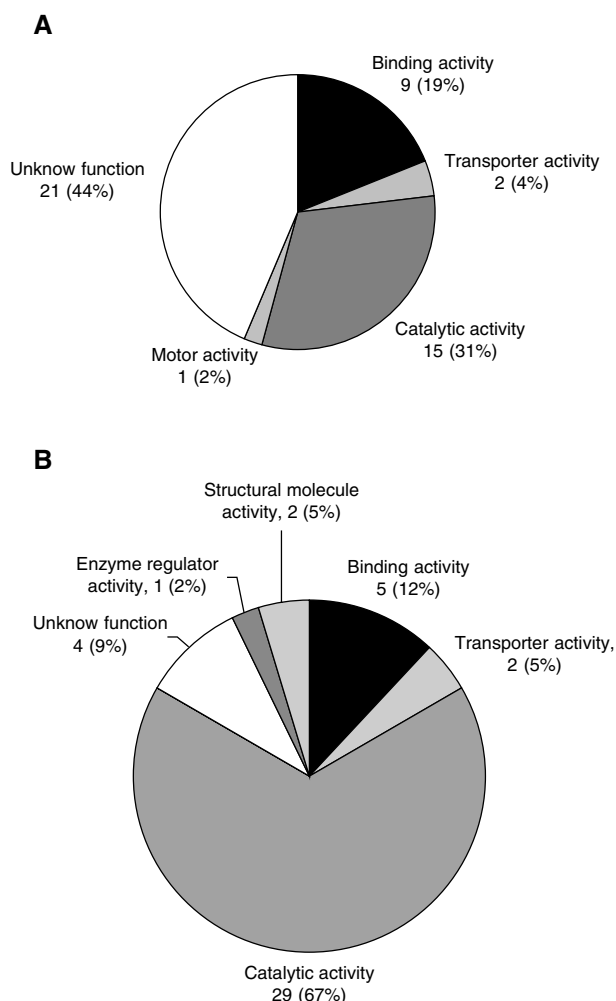 A
Binding activity
9 (19%)
Transporter activity
2 (4%)
Unknow function
21 (44%)
Catalytic activity
15 (31%)
Motor activity
1 (2%)
B
Structural molecule
activity, 2 (5%)
Enzyme regulator
activity, 1 (2%)
Binding activity
5 (12%)
Unknow function
4 (9%)
Transporter activity,
2 (5%)
Catalytic activity
29 (67%)